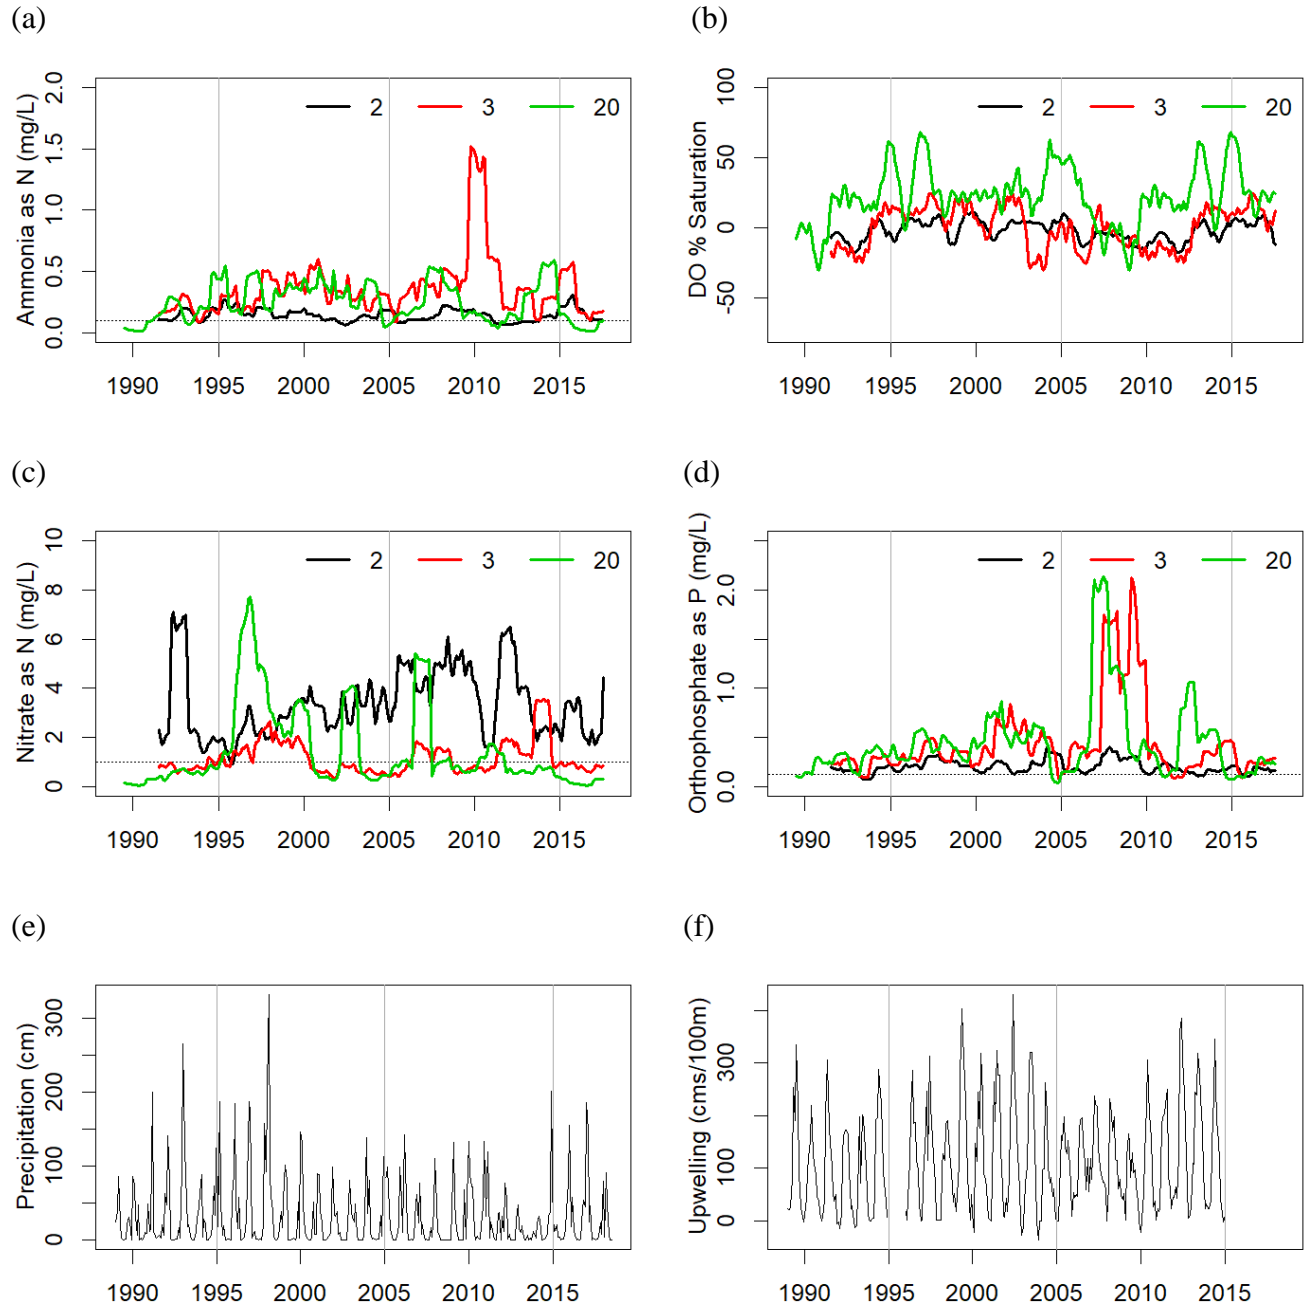 (a)
Ammonia as N (mg/L)
0.0 0.5 1.0 1.5 2.0
2 3 20
1990 1995 2000 2005 2010 2015
(b)
DO % Saturation
-50 0 50 100
2 3 20
1990 1995 2000 2005 2010 2015
(c)
Nitrate as N (mg/L)
0 2 4 6 8 10
2 3 20
1990 1995 2000 2005 2010 2015
(d)
Orthophosphate as P (mg/L)
0.0 1.0 2.0
2 3 20
1990 1995 2000 2005 2010 2015
(e)
Precipitation (cm)
0 100 200 300
1990 1995 2000 2005 2010 2015
(f)
Upwelling (cms/100m)
0 100 300
1990 1995 2000 2005 2010 2015